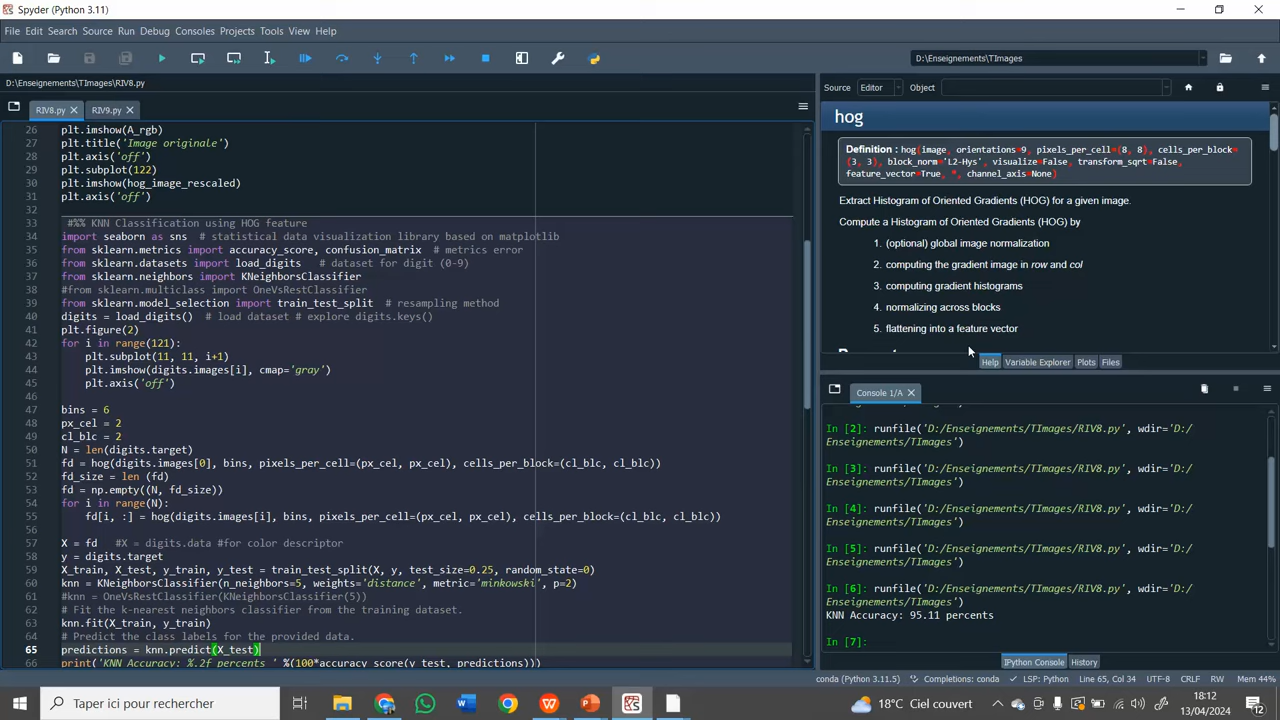 Spyder (Python 3.11)
File Edit Search Source Run Debug Consoles Projects Tools View Help
D:\Enseignements\TImages
D:\Enseignements\TImages\RIV8.py
RIV8.py
RIV9.py
26 plt.imshow(A_rgb)
27 plt.title('Image originale')
28 plt.axis('off')
29 plt.subplot(122)
30 plt.imshow(hog_image_rescaled)
31 plt.axis('off')
32
33 #%% KNN Classification using HOG feature
34 import seaborn as sns # statistical data visualization library based on matplotlib
35 from sklearn.metrics import accuracy_score, confusion_matrix # metrics error
36 from sklearn.datasets import load_digits # dataset for digit (0-9)
37 from sklearn.neighbors import KNeighborsClassifier
38 #from sklearn.multiclass import OneVsRestClassifier
39 from sklearn.model_selection import train_test_split # resampling method
40 digits = load_digits() # load dataset # explore digits.keys()
41 plt.figure(2)
42 for i in range(121):
43 plt.subplot(11, 11, i+1)
44 plt.imshow(digits.images[i], cmap='gray')
45 plt.axis('off')
46
47 bins = 6
48 px_cel = 2
49 cl_blc = 2
50 N = len(digits.target)
51 fd = hog(digits.images[0], bins, pixels_per_cell=(px_cel, px_cel), cells_per_block=(cl_blc, cl_blc))
52 fd_size = len (fd)
53 fd = np.empty((N, fd_size))
54 for i in range(N):
55 fd[i, :] = hog(digits.images[i], bins, pixels_per_cell=(px_cel, px_cel), cells_per_block=(cl_blc, cl_blc))
56
57 X = fd #X = digits.data #for color descriptor
58 y = digits.target
59 X_train, X_test, y_train, y_test = train_test_split(X, y, test_size=0.25, random_state=0)
60 knn = KNeighborsClassifier(n_neighbors=5, weights='distance', metric='minkowski', p=2)
61 #knn = OneVsRestClassifier(KNeighborsClassifier(5))
62 # Fit the k-nearest neighbors classifier from the training dataset.
63 knn.fit(X_train, y_train)
64 # Predict the class labels for the provided data.
65 predictions = knn.predict(X_test)
66 print('KNN Accuracy: %.2f percents ' %(100*accuracy_score(y_test, predictions)))
Source Editor Object
hog
Definition : hog(image, orientations=9, pixels_per_cell=(8, 8), cells_per_block=
(3, 3), block_norm='L2-Hys', visualize=False, transform_sqrt=False,
feature_vector=True, *, channel_axis=None)
Extract Histogram of Oriented Gradients (HOG) for a given image.
Compute a Histogram of Oriented Gradients (HOG) by
1. (optional) global image normalization
2. computing the gradient image in row and col
3. computing gradient histograms
4. normalizing across blocks
5. flattening into a feature vector
Help Variable Explorer Plots Files
Console 1/A
In [2]: runfile('D:/Enseignements/TImages/RIV8.py', wdir='D:/
Enseignements/TImages')
In [3]: runfile('D:/Enseignements/TImages/RIV8.py', wdir='D:/
Enseignements/TImages')
In [4]: runfile('D:/Enseignements/TImages/RIV8.py', wdir='D:/
Enseignements/TImages')
In [5]: runfile('D:/Enseignements/TImages/RIV8.py', wdir='D:/
Enseignements/TImages')
In [6]: runfile('D:/Enseignements/TImages/RIV8.py', wdir='D:/
Enseignements/TImages')
KNN Accuracy: 95.11 percents
In [7]:
IPython Console History
conda (Python 3.11.5) Completions: conda LSP: Python Line 65, Col 34 UTF-8 CRLF RW Mem 44%
Taper ici pour rechercher
18°C Ciel couvert
18:12
13/04/2024
12